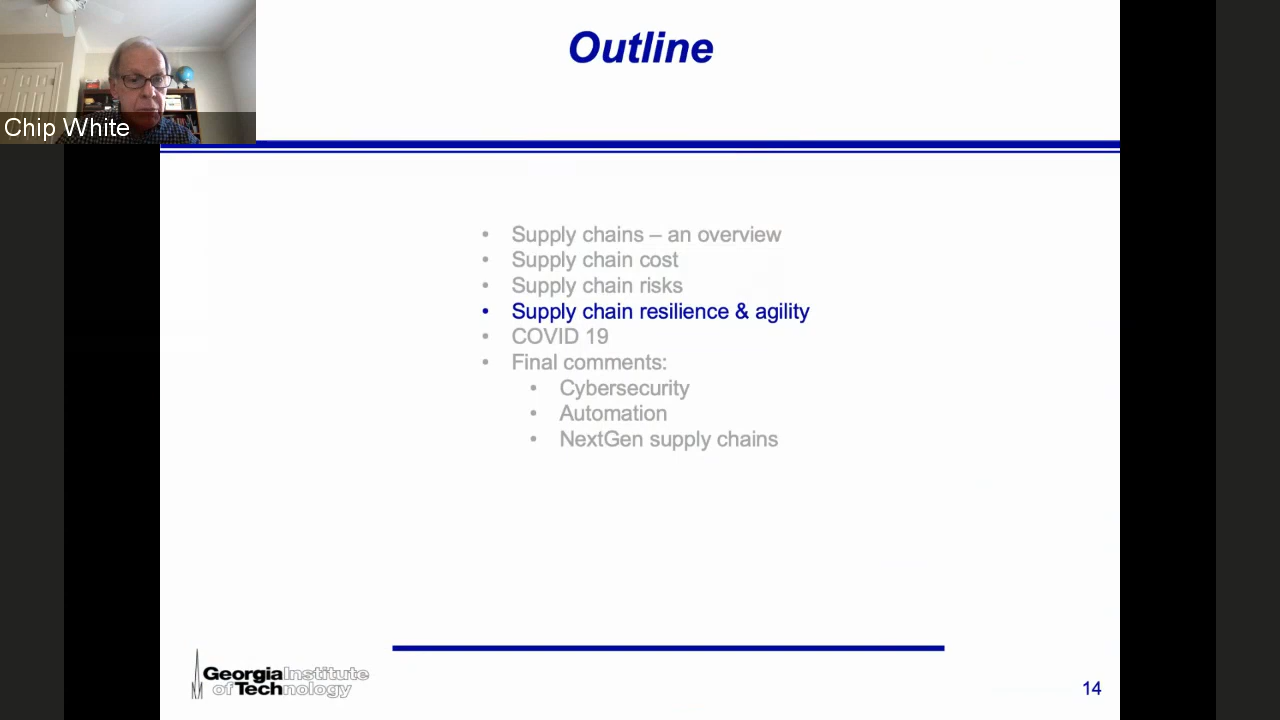 Outline
Chip White
• Supply chains – an overview
• Supply chain cost
• Supply chain risks
• Supply chain resilience & agility
• COVID 19
• Final comments:
• Cybersecurity
• Automation
• NextGen supply chains
Georgia Institute
of Technology
14